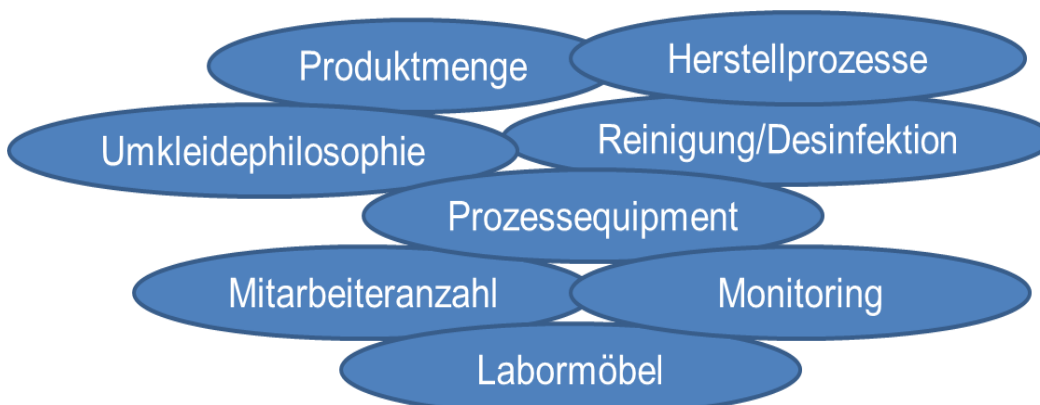 Produktmenge
Herstellprozesse
Umkleidephilosophie
Reinigung/Desinfektion
Prozessequipment
Mitarbeiteranzahl
Monitoring
Labormöbel